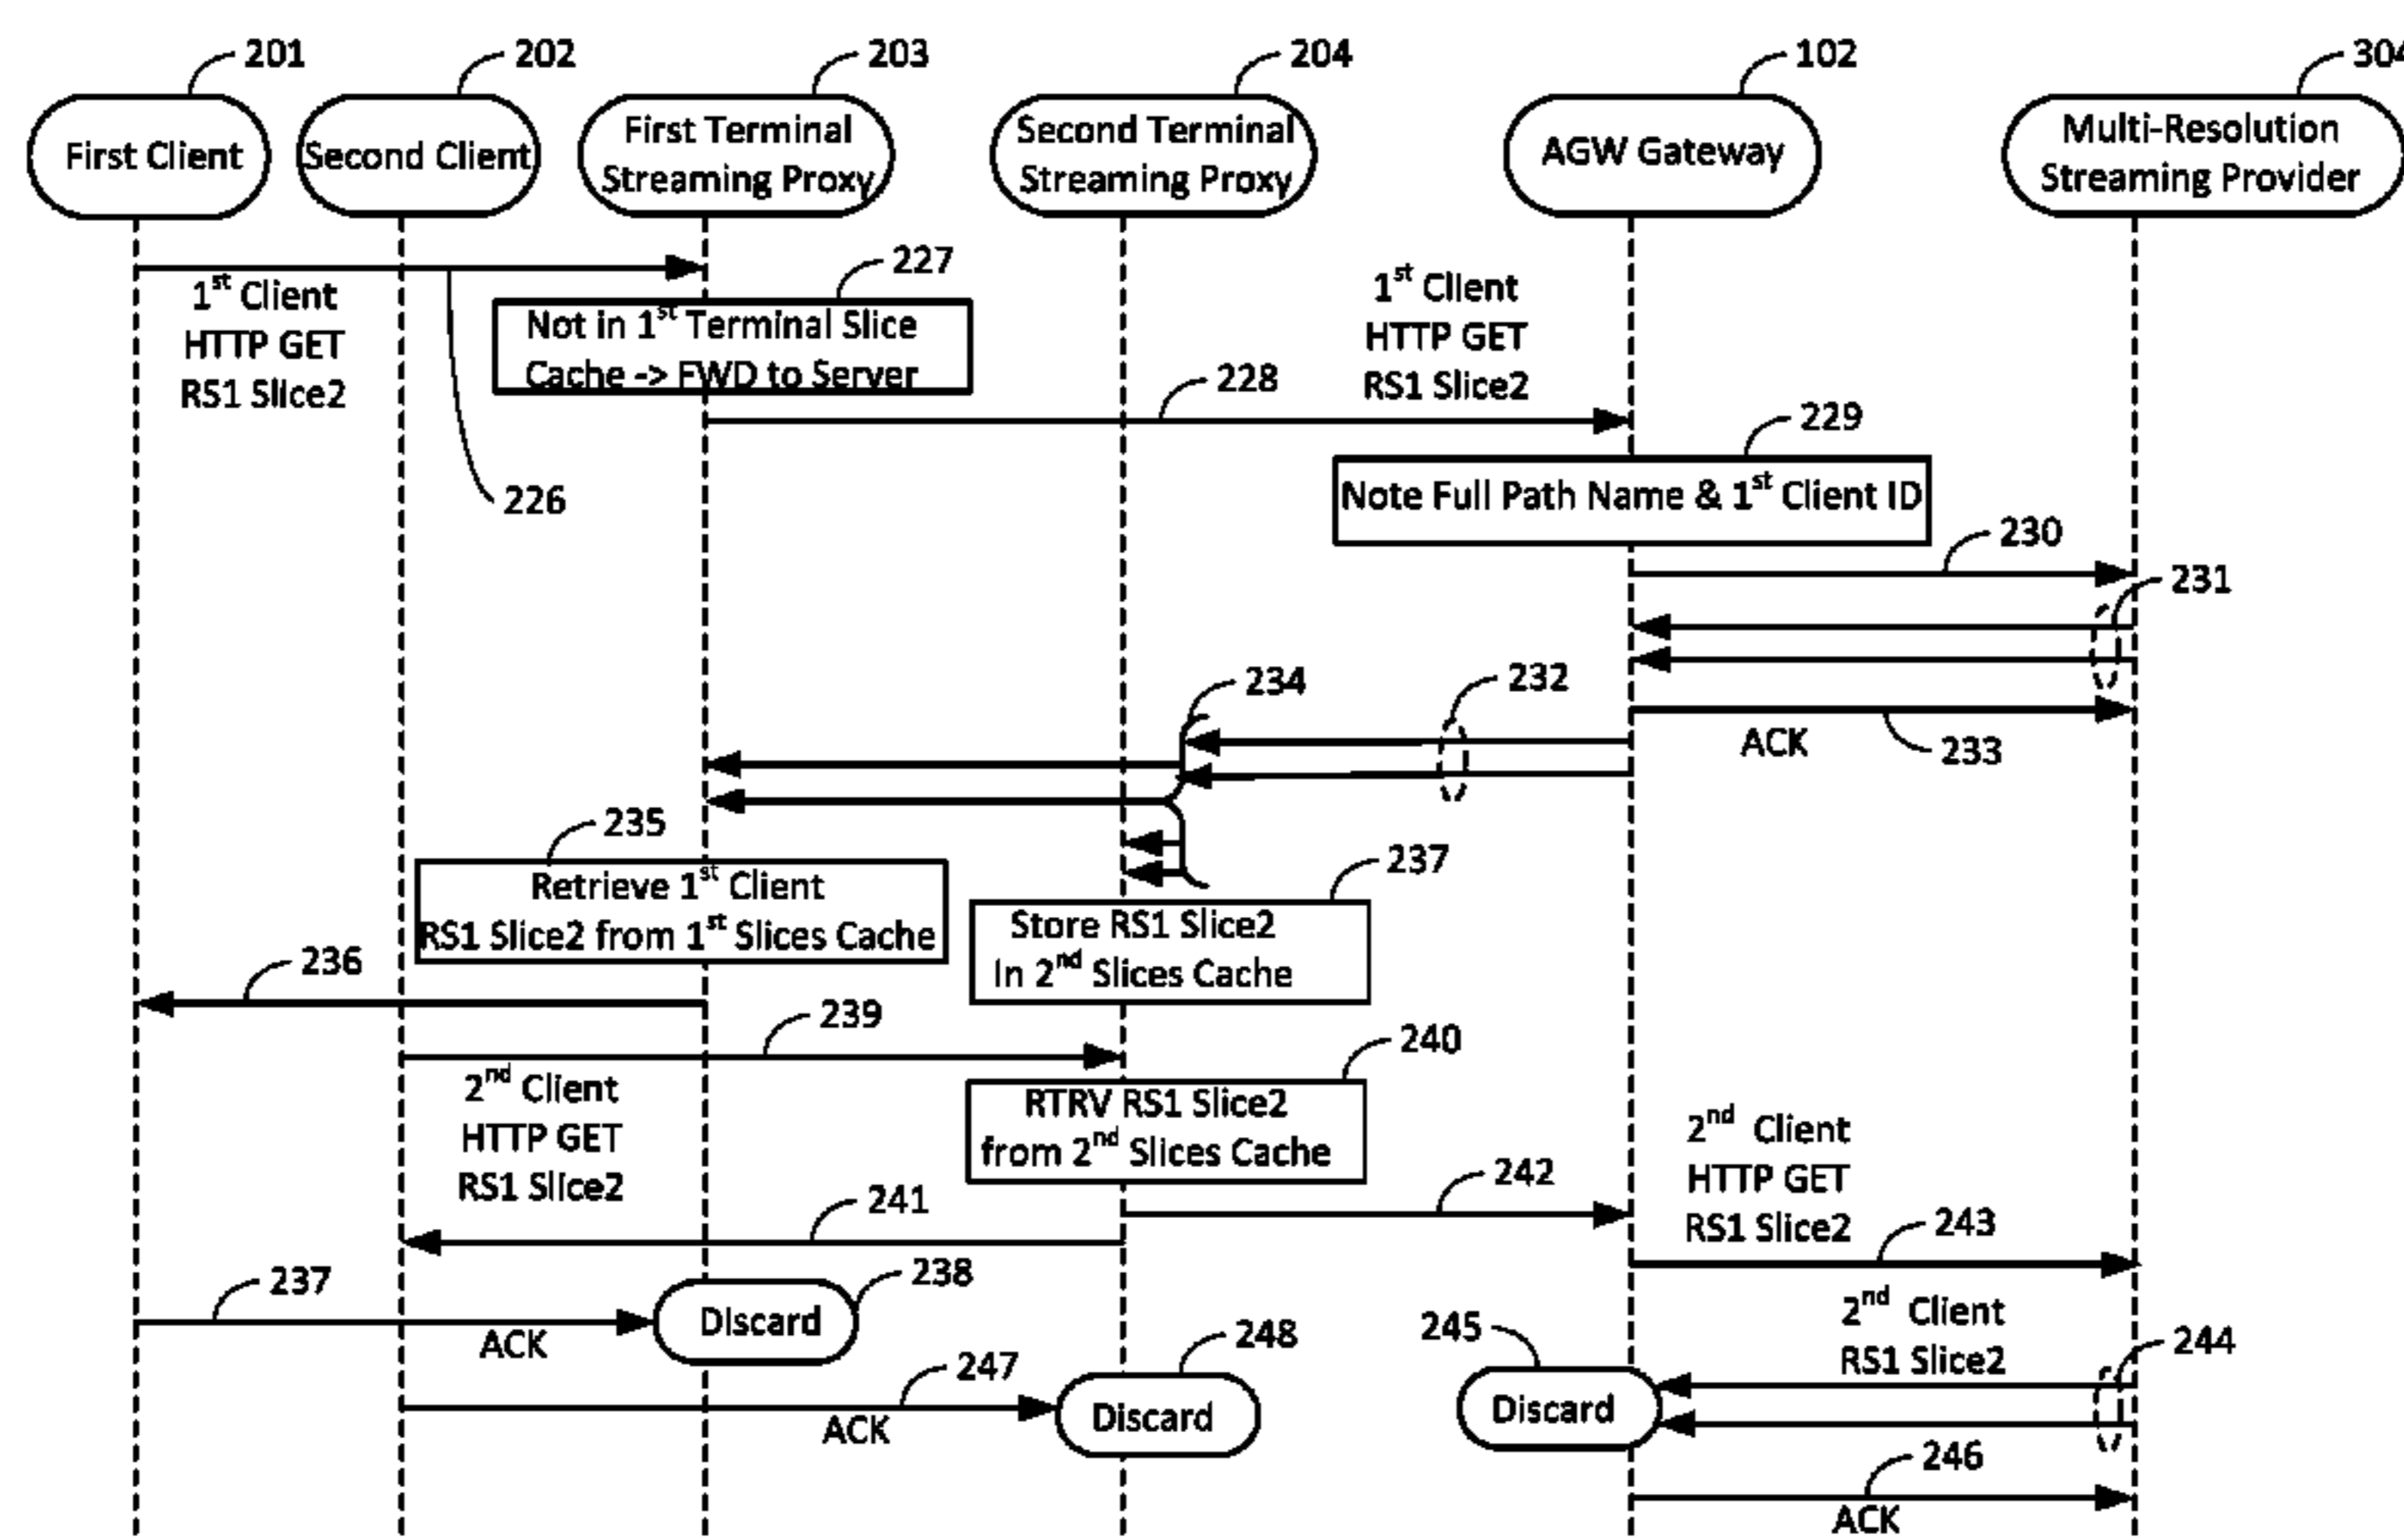 201
202
203
204
102
304
First Client
Second Client
First Terminal
Streaming Proxy
Second Terminal
Streaming Proxy
AGW Gateway
Multi-Resolution
Streaming Provider
1st Client
HTTP GET
RS1 Slice2
226
227
Not in 1st Terminal Slice
Cache -> FWD to Server
228
1st Client
HTTP GET
RS1 Slice2
229
Note Full Path Name & 1st Client ID
230
231
232
ACK
233
234
235
Retrieve 1st Client
RS1 Slice2 from 1st Slices Cache
237
Store RS1 Slice2
In 2nd Slices Cache
236
239
2nd Client
HTTP GET
RS1 Slice2
240
RTRV RS1 Slice2
from 2nd Slices Cache
241
242
2nd Client
HTTP GET
RS1 Slice2
243
237
ACK
Discard
238
2nd Client
RS1 Slice2
244
245
Discard
247
ACK
248
Discard
246
ACK